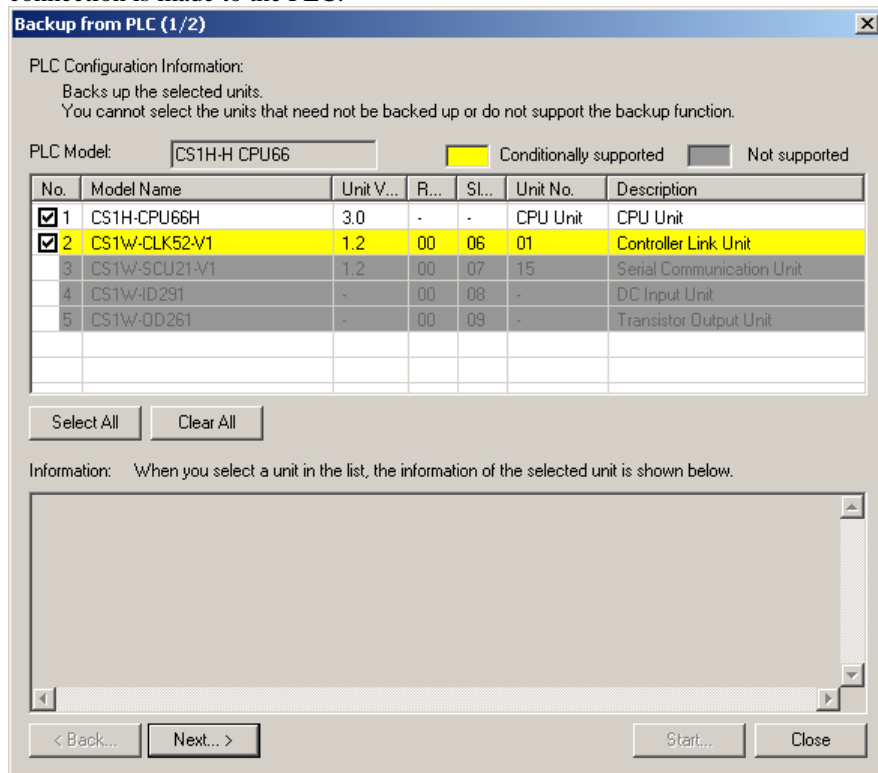 connection is made to the PLC.
Backup from PLC (1/2)
PLC Configuration Information:
Backs up the selected units.
You cannot select the units that need not be backed up or do not support the backup function.
PLC Model: CS1H-H CPU66 Conditionally supported Not supported
No. Model Name Unit V... R... Sl... Unit No. Description
1 CS1H-CPU66H 3.0 - - CPU Unit CPU Unit
2 CS1W-CLK52-V1 1.2 00 06 01 Controller Link Unit
3 CS1W-SCU21-V1 1.2 00 07 15 Serial Communication Unit
4 CS1W-ID291 - 00 08 - DC Input Unit
5 CS1W-OD261 - 00 09 - Transistor Output Unit
Select All Clear All
Information: When you select a unit in the list, the information of the selected unit is shown below.
< Back... Next... > Start... Close